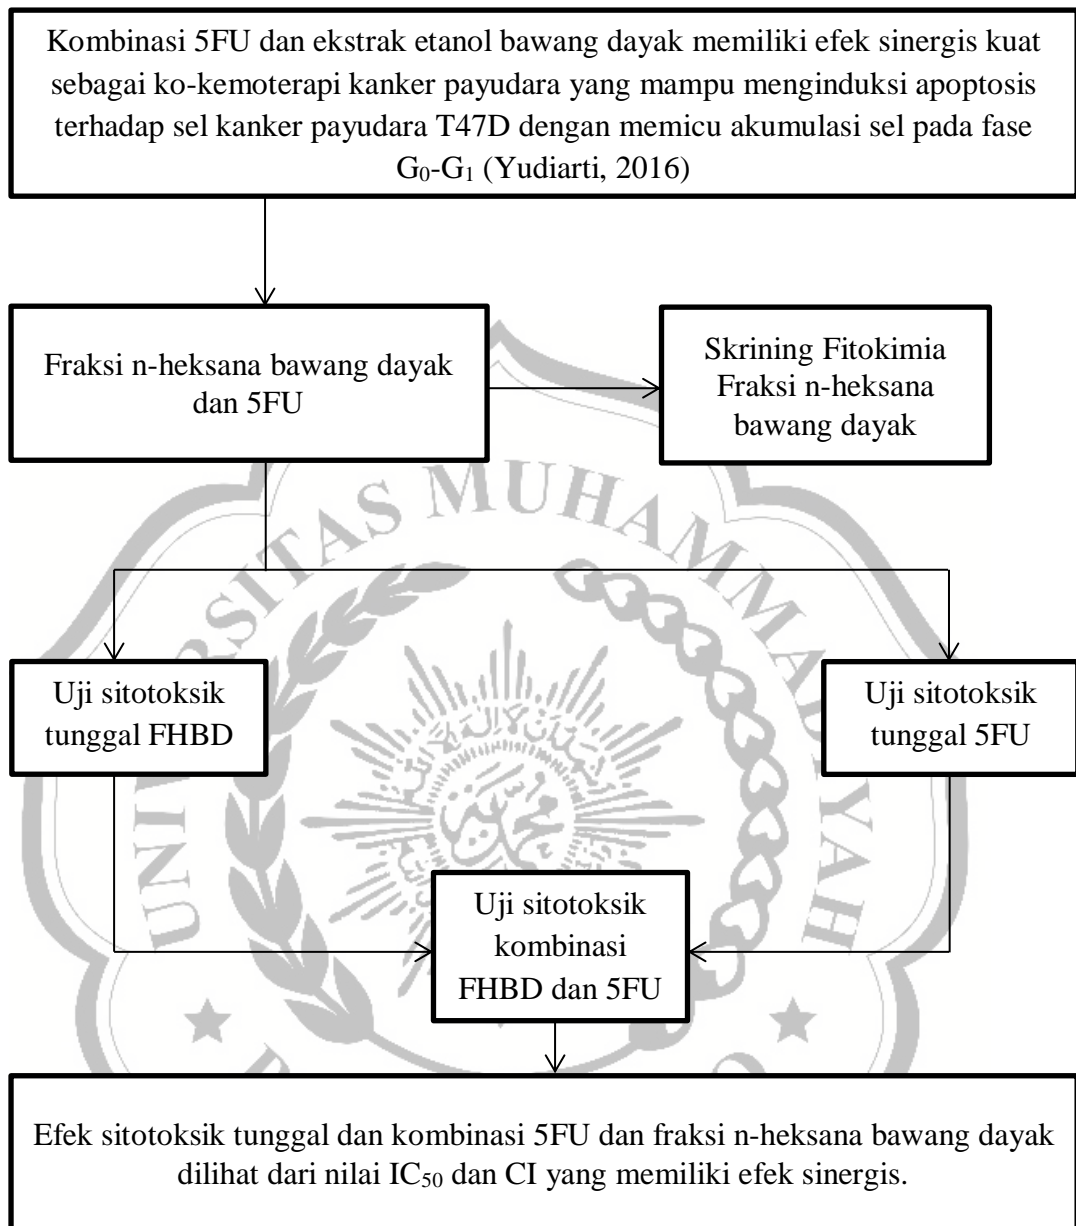 Kombinasi 5FU dan ekstrak etanol bawang dayak memiliki efek sinergis kuat
sebagai ko-kemoterapi kanker payudara yang mampu menginduksi apoptosis
terhadap sel kanker payudara T47D dengan memicu akumulasi sel pada fase
G₀-G₁ (Yudiarti, 2016)
Fraksi n-heksana bawang dayak
dan 5FU
Skrining Fitokimia
Fraksi n-heksana
bawang dayak
UNIVERSITAS MUHAMMADIYAH
Uji sitotoksik
tunggal FHBD
Uji sitotoksik
tunggal 5FU
Uji sitotoksik
kombinasi
FHBD dan 5FU
Efek sitotoksik tunggal dan kombinasi 5FU dan fraksi n-heksana bawang dayak
dilihat dari nilai IC₅₀ dan CI yang memiliki efek sinergis.